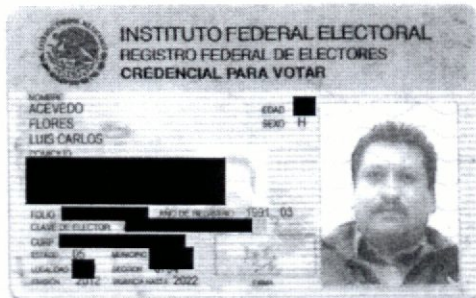 INSTITUTO FEDERAL ELECTORAL
REGISTRO FEDERAL DE ELECTORES
CREDENCIAL PARA VOTAR
NOMBRE
ACEVEDO
FLORES
LUIS CARLOS
DOMICILIO
EDAD
SEXO H
FOLIO AÑO DE REGISTRO 1991 03
CLAVE DE ELECTOR
CURP
ESTADO 05 MUNICIPIO
LOCALIDAD SECCION
EMISIÓN 2012 VIGENCIA HASTA 2022
FIRMA